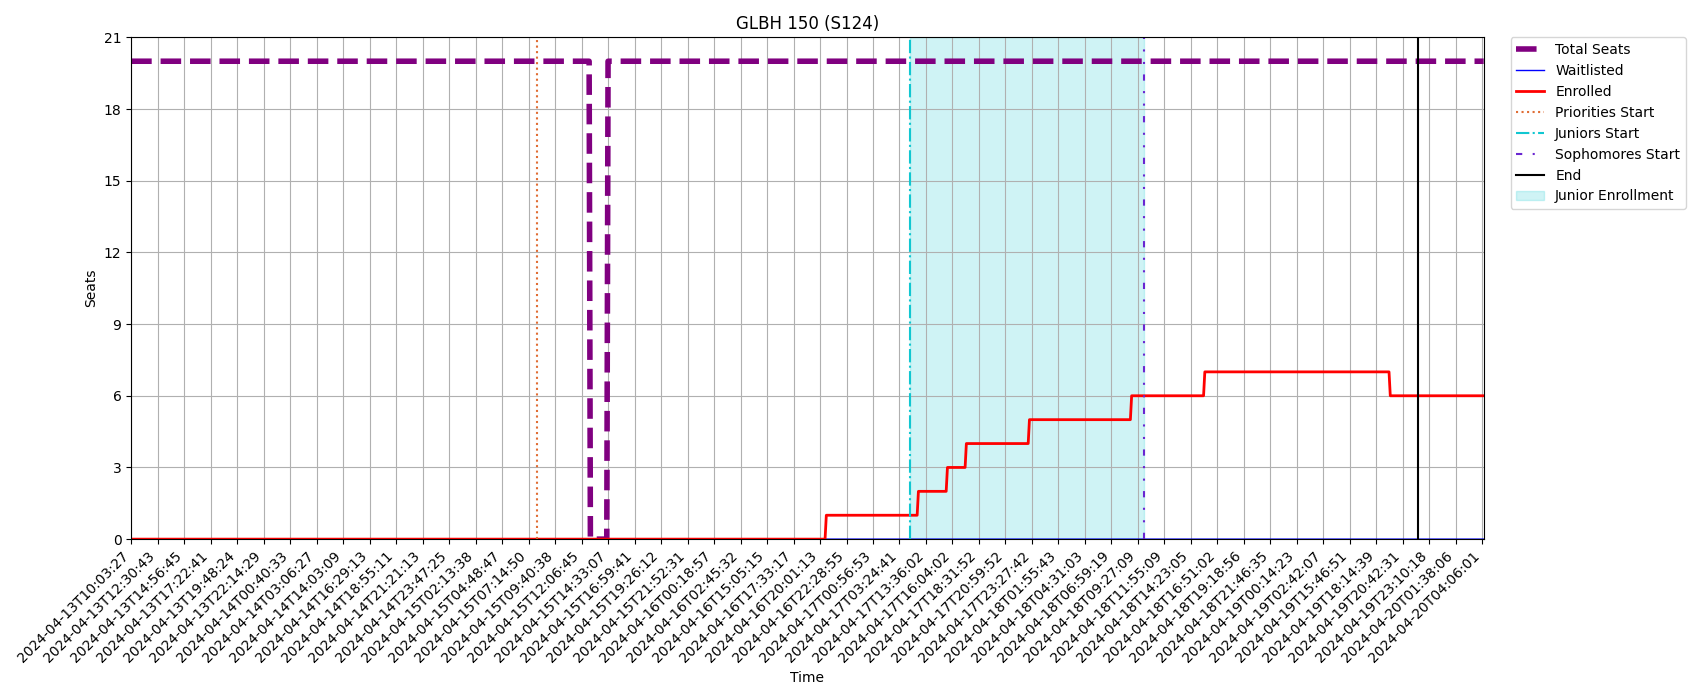 GLBH 150 (S124)
Seats
21
18
15
12
9
6
3
0
2024-04-13T10:03:27
2024-04-13T12:30:43
2024-04-13T14:56:45
2024-04-13T17:22:41
2024-04-13T19:48:24
2024-04-13T22:14:29
2024-04-14T00:40:33
2024-04-14T03:06:27
2024-04-14T14:03:09
2024-04-14T16:29:13
2024-04-14T18:55:11
2024-04-14T21:21:13
2024-04-14T23:47:25
2024-04-15T02:13:38
2024-04-15T04:48:47
2024-04-15T07:14:50
2024-04-15T09:40:38
2024-04-15T12:06:45
2024-04-15T14:33:07
2024-04-15T16:59:41
2024-04-15T19:26:12
2024-04-15T21:52:31
2024-04-16T00:18:57
2024-04-16T02:45:32
2024-04-16T15:05:15
2024-04-16T17:33:17
2024-04-16T20:01:13
2024-04-16T22:28:55
2024-04-17T00:56:53
2024-04-17T03:24:41
2024-04-17T13:36:02
2024-04-17T16:04:02
2024-04-17T18:31:52
2024-04-17T20:59:52
2024-04-17T23:27:42
2024-04-18T01:55:43
2024-04-18T04:31:03
2024-04-18T06:59:19
2024-04-18T09:27:09
2024-04-18T11:55:09
2024-04-18T14:23:05
2024-04-18T16:51:02
2024-04-18T19:18:56
2024-04-18T21:46:35
2024-04-19T00:14:23
2024-04-19T02:42:07
2024-04-19T15:46:51
2024-04-19T18:14:39
2024-04-19T20:42:31
2024-04-19T23:10:18
2024-04-20T01:38:06
2024-04-20T04:06:01
Time
Total Seats
Waitlisted
Enrolled
Priorities Start
Juniors Start
Sophomores Start
End
Junior Enrollment